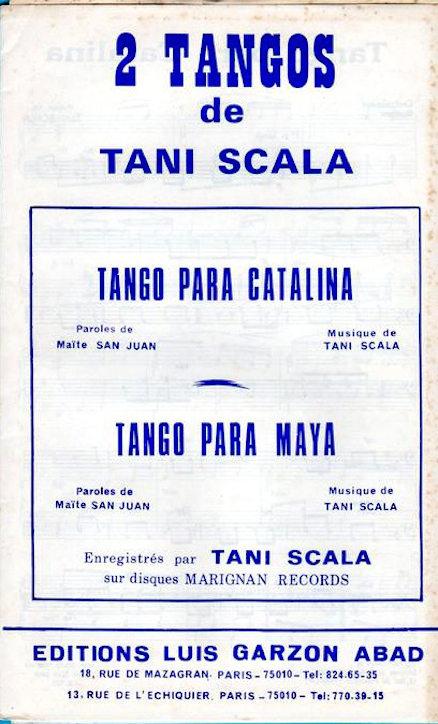 2 TANGOS
de
TANI SCALA
TANGO PARA CATALINA
Paroles de
Maïte SAN JUAN
Musique de
TANI SCALA
TANGO PARA MAYA
Paroles de
Maïte SAN JUAN
Musique de
TANI SCALA
Enregistrés par TANI SCALA
sur disques MARIGNAN RECORDS
EDITIONS LUIS GARZON ABAD
18, RUE DE MAZAGRAN. PARIS - 75010 - Tel: 824.65-35
13, RUE DE L'ECHIQUIER, PARIS - 75010 - Tel: 770.39-15